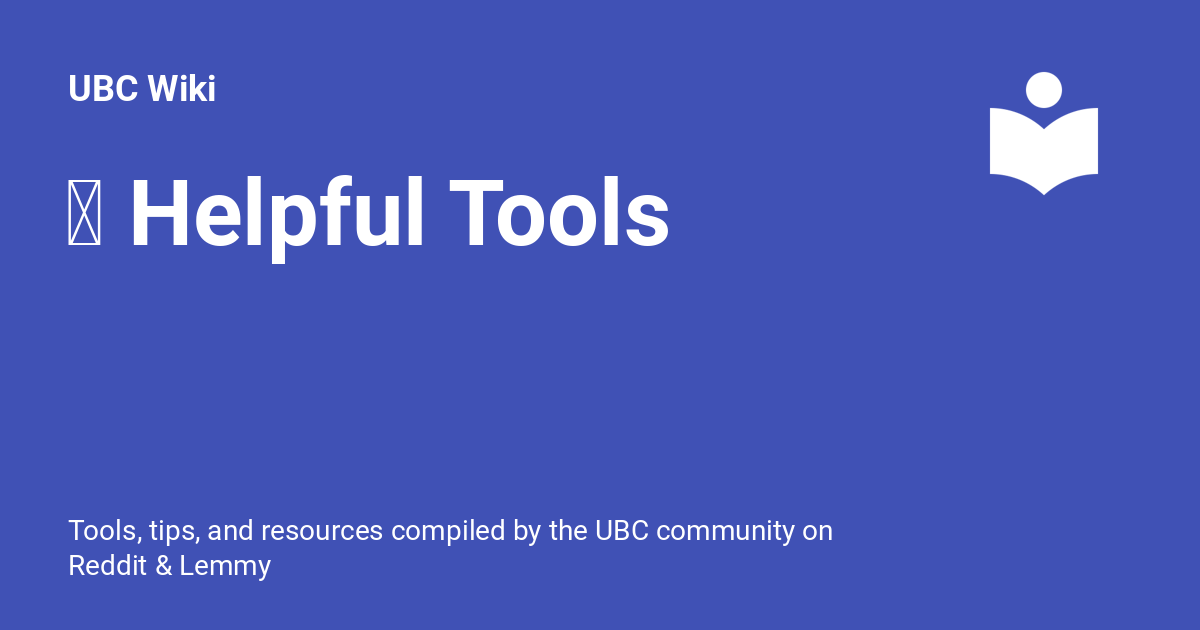 UBC Wiki
Helpful Tools
Tools, tips, and resources compiled by the UBC community on
Reddit & Lemmy